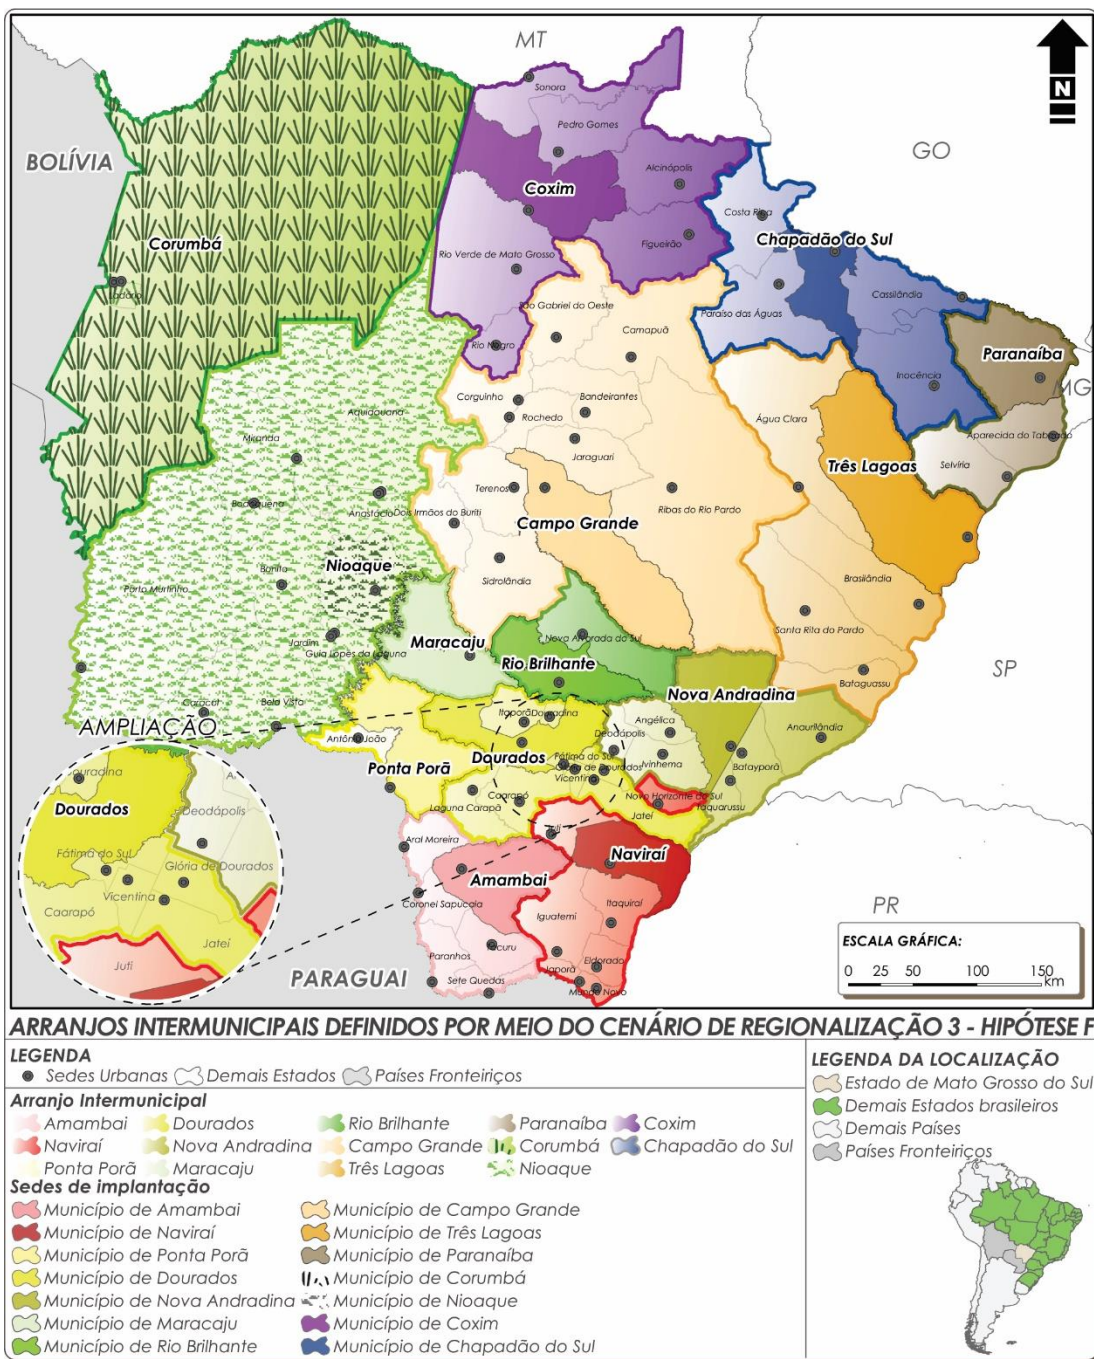 MT
N
BOLÍVIA
GO
Sonora
Pedro Gomes
Coxim
Alcinópolis
Figueirão
Costa Rica
Chapadão do Sul
Corumbá
Rio Verde de Mato Grosso
Cassilândia
São Gabriel do Oeste
Paraíso das Águas
Camapuã
Rio Negro
Paranaíba
MG
Inocência
Corguinho
Bandeirantes
Aquidauana
Rochedo
Água Clara
Miranda
Jaraguari
Aparecida do Taboado
Selvíria
Três Lagoas
Terenos
Bodoquena
Anastácio
Dois Irmãos do Buriti
Campo Grande
Ribas do Rio Pardo
Nioaque
Sidrolândia
Brasilândia
Bonito
Porto Murtinho
Santa Rita do Pardo
Jardim
Guia Lopes da Laguna
Maracaju
Nova Alvorada do Sul
Rio Brilhante
SP
Bataguassu
Nova Andradina
Caracol
Bela Vista
AMPLIAÇÃO
Antônio João
Itaporã
Douradina
Angélica
Deodápolis
Anaurilândia
Ponta Porã
Dourados
Fátima do Sul
Glória de Dourados
Vicentina
Ivinhema
Batayporã
Novo Horizonte do Sul
Taquarussu
Laguna Carapã
Caarapó
Jateí
Juti
Aral Moreira
Naviraí
Amambai
Coronel Sapucaia
Iguatemi
Itaquiraí
Paranhos
Tacuru
Eldorado
Japorã
Sete Quedas
Mundo Novo
PARAGUAI
PR
ouradina
Dourados
Deodápolis
Fátima do Sul
Glória de Dourados
Vicentina
Caarapó
Jateí
Juti
ESCALA GRÁFICA:
0 25 50 100 150
km
ARRANJOS INTERMUNICIPAIS DEFINIDOS POR MEIO DO CENÁRIO DE REGIONALIZAÇÃO 3 - HIPÓTESE F
LEGENDA
Sedes Urbanas Demais Estados Países Fronteiriços
Arranjo Intermunicipal
Amambai Dourados Rio Brilhante Paranaíba Coxim
Naviraí Nova Andradina Campo Grande Corumbá Chapadão do Sul
Ponta Porã Maracaju Três Lagoas Nioaque
Sedes de implantação
Município de Amambai Município de Campo Grande
Município de Naviraí Município de Três Lagoas
Município de Ponta Porã Município de Paranaíba
Município de Dourados Município de Corumbá
Município de Nova Andradina Município de Nioaque
Município de Maracaju Município de Coxim
Município de Rio Brilhante Município de Chapadão do Sul
LEGENDA DA LOCALIZAÇÃO
Estado de Mato Grosso do Sul
Demais Estados brasileiros
Demais Países
Países Fronteiriços